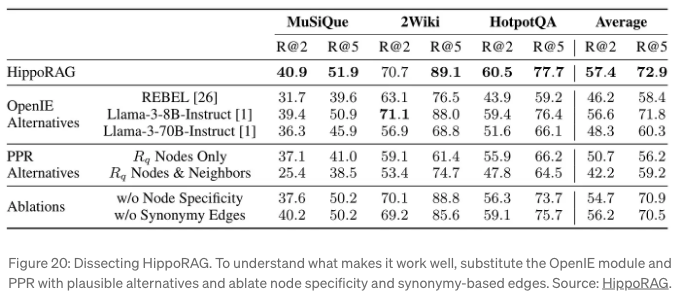 MuSiQue 2Wiki HotpotQA Average
R@2 R@5 R@2 R@5 R@2 R@5 R@2 R@5
HippoRAG 40.9 51.9 70.7 89.1 60.5 77.7 57.4 72.9
OpenIE Alternatives
REBEL [26] 31.7 39.6 63.1 76.5 43.9 59.2 46.2 58.4
Llama-3-8B-Instruct [1] 39.4 50.9 71.1 88.0 59.4 76.4 56.6 71.8
Llama-3-70B-Instruct [1] 36.3 45.9 56.9 68.8 51.6 66.1 48.3 60.3
PPR Alternatives
Rq Nodes Only 37.1 41.0 59.1 61.4 55.9 66.2 50.7 56.2
Rq Nodes & Neighbors 25.4 38.5 53.4 74.7 47.8 64.5 42.2 59.2
Ablations
w/o Node Specificity 37.6 50.2 70.1 88.8 56.3 73.7 54.7 70.9
w/o Synonymy Edges 40.2 50.2 69.2 85.6 59.1 75.7 56.2 70.5
Figure 20: Dissecting HippoRAG. To understand what makes it work well, substitute the OpenIE module and
PPR with plausible alternatives and ablate node specificity and synonymy-based edges. Source: HippoRAG.